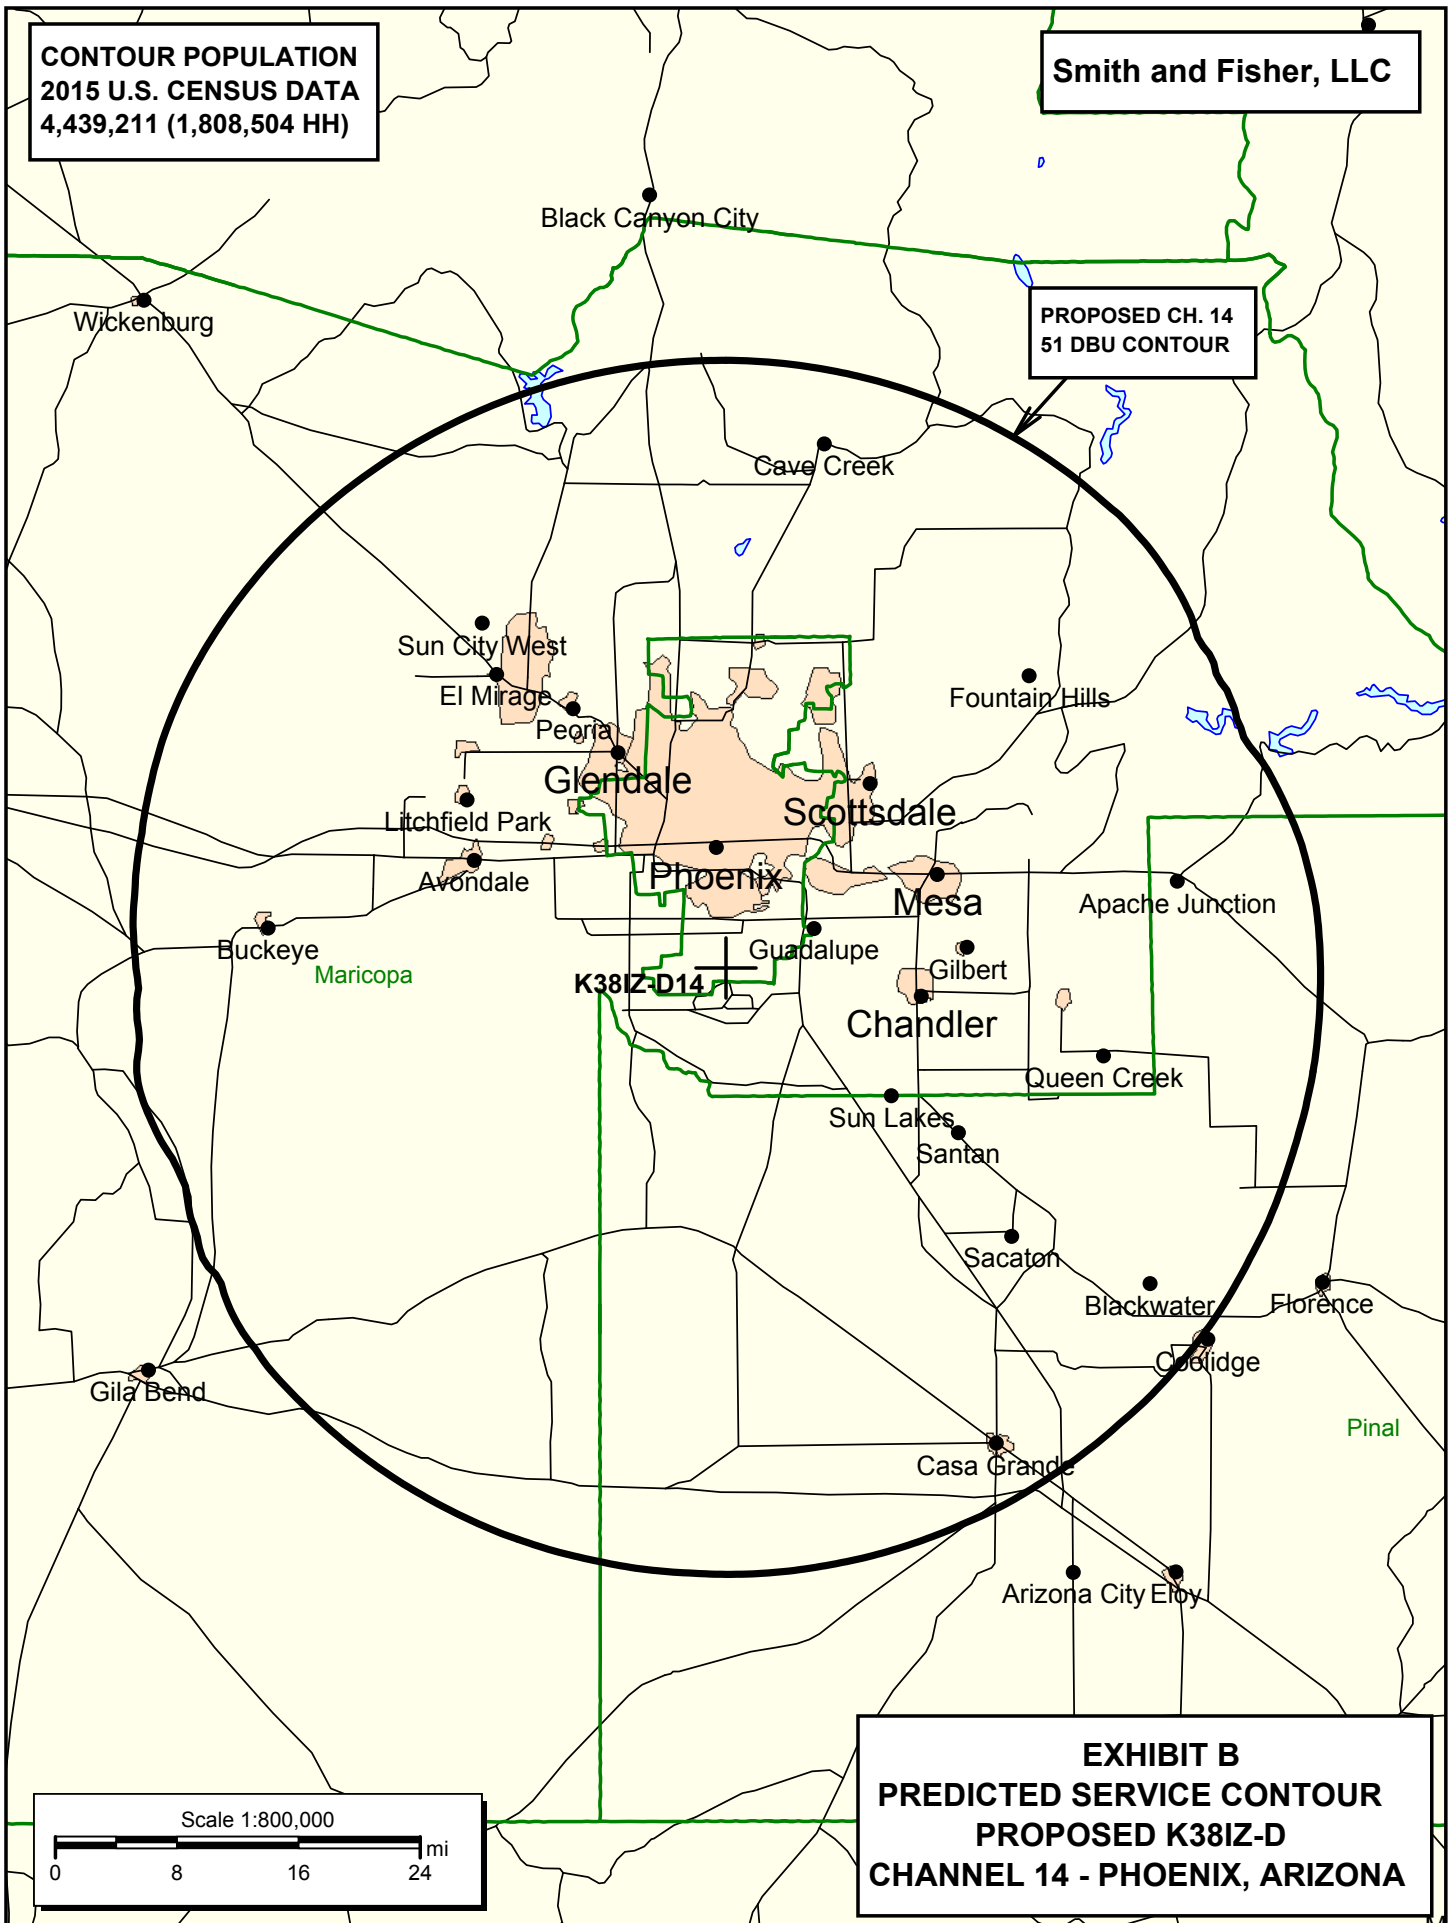 CONTOUR POPULATION
2015 U.S. CENSUS DATA
4,439,211 (1,808,504 HH)
Smith and Fisher, LLC
Black Canyon City
Wickenburg
PROPOSED CH. 14
51 DBU CONTOUR
Cave Creek
Sun City West
El Mirage
Fountain Hills
Peoria
Glendale
Scottsdale
Litchfield Park
Avondale
Phoenix
Mesa
Apache Junction
Buckeye
Guadalupe
Gilbert
Maricopa
K38IZ-D14
Chandler
Queen Creek
Sun Lakes
Santan
Sacaton
Blackwater
Florence
Coolidge
Gila Bend
Pinal
Casa Grande
Arizona City
Eloy
EXHIBIT B
PREDICTED SERVICE CONTOUR
PROPOSED K38IZ-D
CHANNEL 14 - PHOENIX, ARIZONA
Scale 1:800,000
mi
0 8 16 24